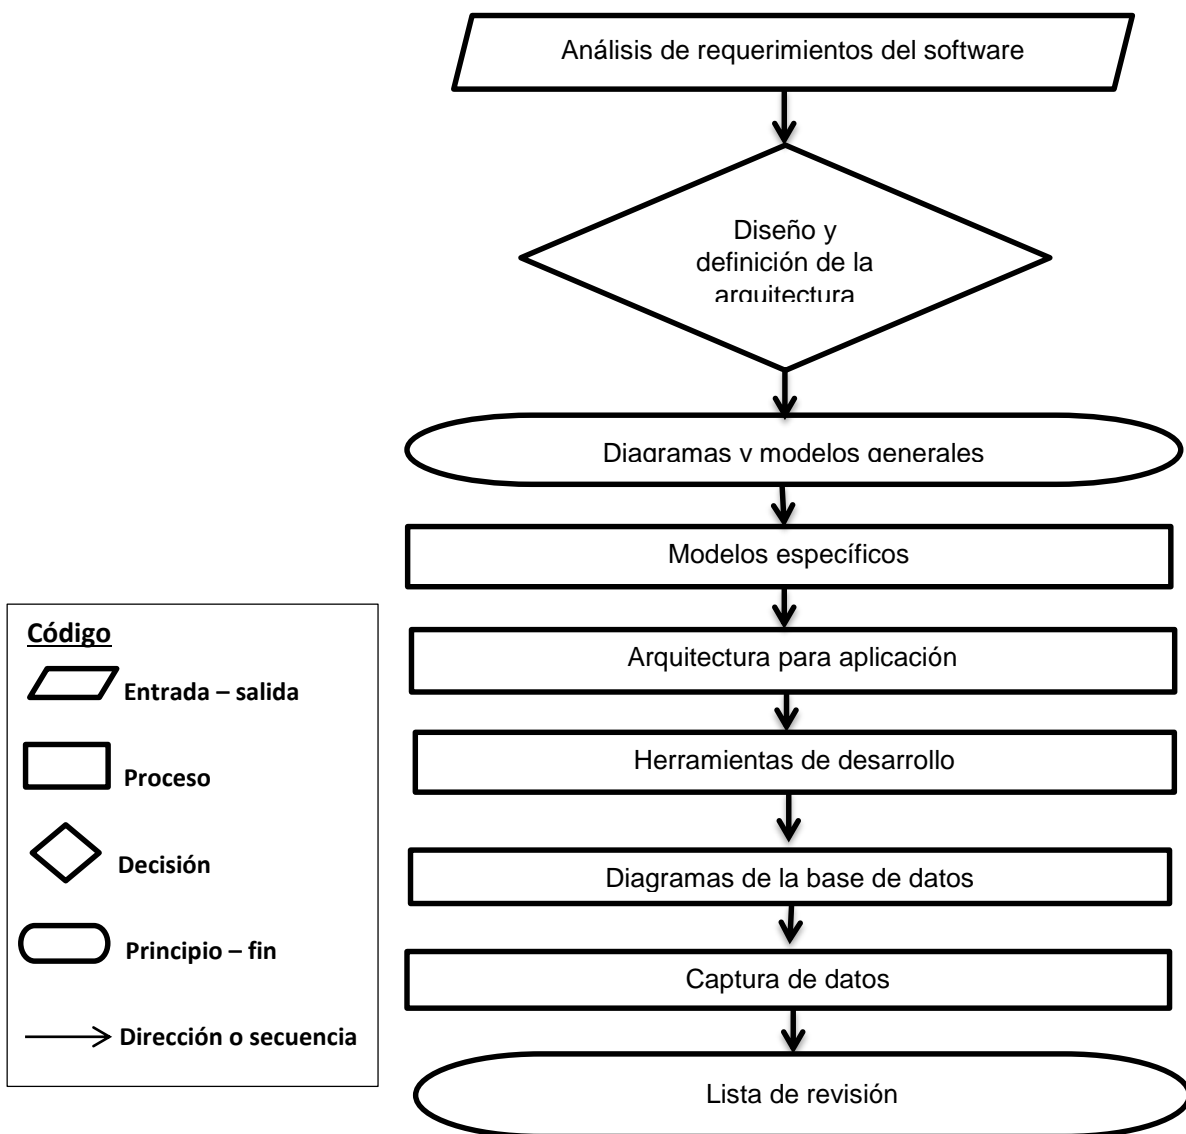 Análisis de requerimientos del software
Diseño y
definición de la
arquitectura
Diagramas y modelos generales
Modelos específicos
Arquitectura para aplicación
Herramientas de desarrollo
Diagramas de la base de datos
Captura de datos
Lista de revisión
Código
Entrada – salida
Proceso
Decisión
Principio – fin
Dirección o secuencia